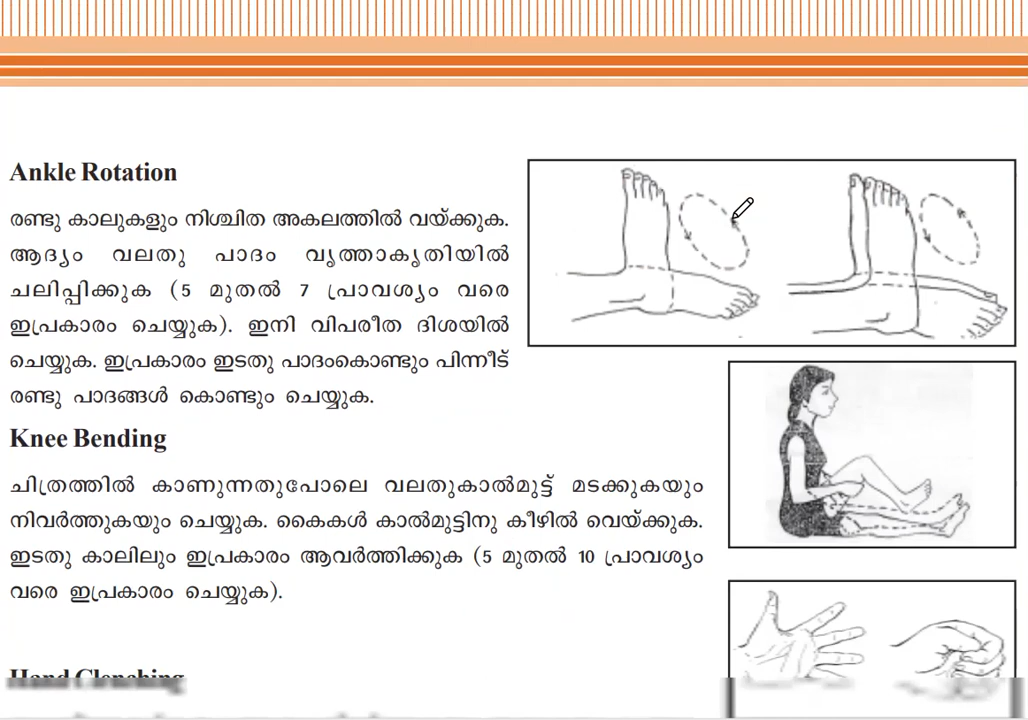 Ankle Rotation
രണ്ടു കാലുകളും നിശ്ചിത അകലത്തിൽ വയ്ക്കുക.
ആദ്യം വലതു പാദം വൃത്താകൃതിയിൽ
ചലിപ്പിക്കുക (5 മുതൽ 7 പ്രാവശ്യം വരെ
ഇപ്രകാരം ചെയ്യുക). ഇനി വിപരീത ദിശയിൽ
ചെയ്യുക. ഇപ്രകാരം ഇടതു പാദംകൊണ്ടും പിന്നീട്
രണ്ടു പാദങ്ങൾ കൊണ്ടും ചെയ്യുക.
Knee Bending
ചിത്രത്തിൽ കാണുന്നതുപോലെ വലതുകാൽമുട്ട് മടക്കുകയും
നിവർത്തുകയും ചെയ്യുക. കൈകൾ കാൽമുട്ടിനു കീഴിൽ വെയ്ക്കുക.
ഇടതു കാലിലും ഇപ്രകാരം ആവർത്തിക്കുക (5 മുതൽ 10 പ്രാവശ്യം
വരെ ഇപ്രകാരം ചെയ്യുക).
Hand Clenching